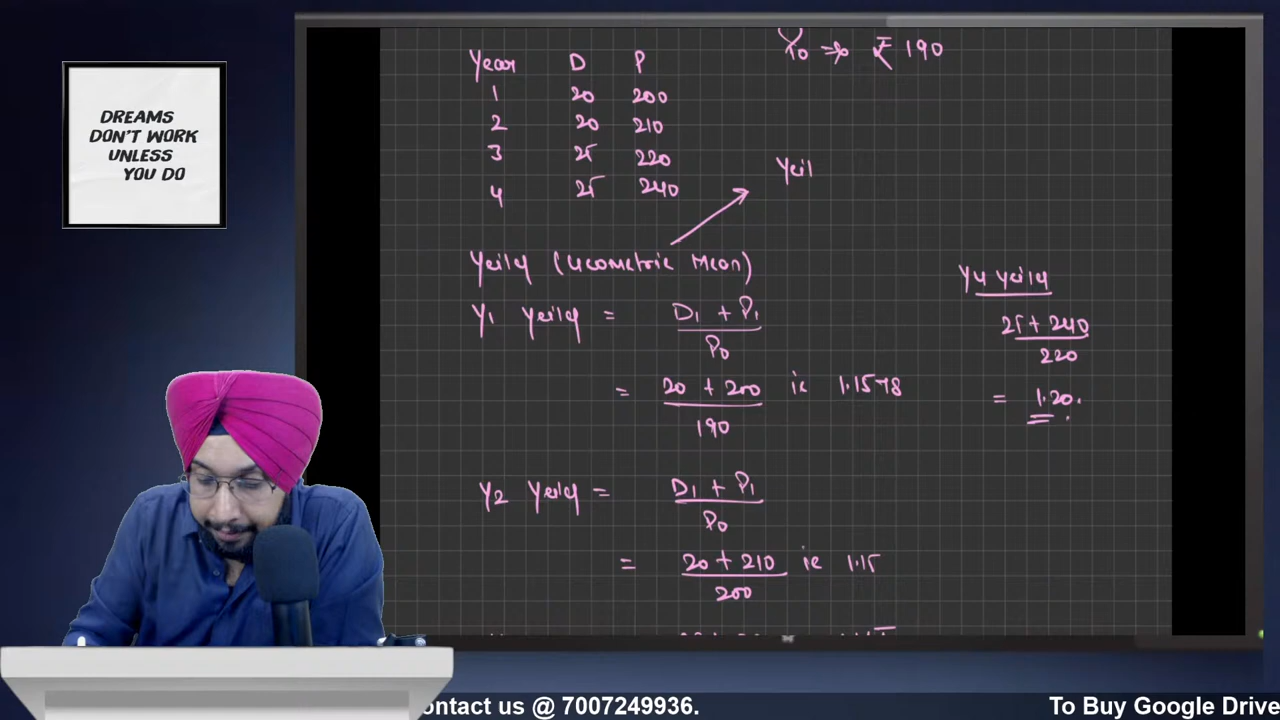 DREAMS
DON'T WORK
UNLESS
YOU DO
Y0 ⇒ ₹ 190
Year D P
1 20 200
2 20 210
3 25 220
4 25 240
Yeil
Yeild (Geometric Mean)
Y1 Yeild = D1 + P1
P0
= 20 + 200 ie 1.1578
190
Y2 Yeild = D1 + P1
P0
= 20 + 210 ie 1.15
200
Y4 Yeild
25 + 240
220
= 1.20.
ontact us @ 7007249936.
To Buy Google Drive